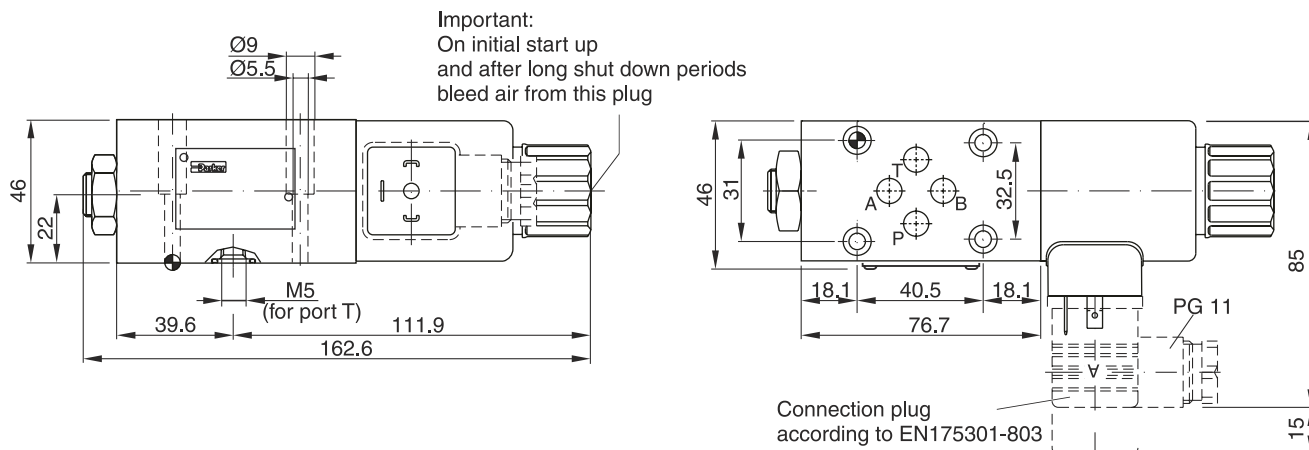 Important:
On initial start up
and after long shut down periods
bleed air from this plug
Ø9
Ø5.5
Parker
46
22
M5
(for port T)
39.6
111.9
162.6
46
31
T
A
B
P
32.5
18.1
40.5
18.1
76.7
85
PG 11
A
Connection plug
according to EN175301-803
15